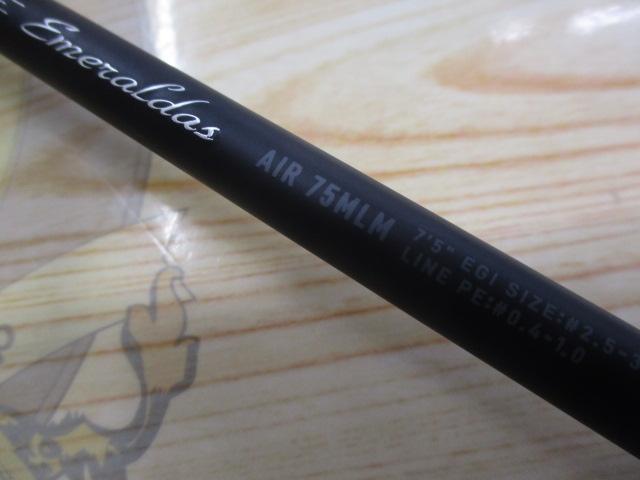 Emeraldas
AIR 75MLM
7'5" EGI SIZE:#2.5-3
LINE PE:#0.4-1.0